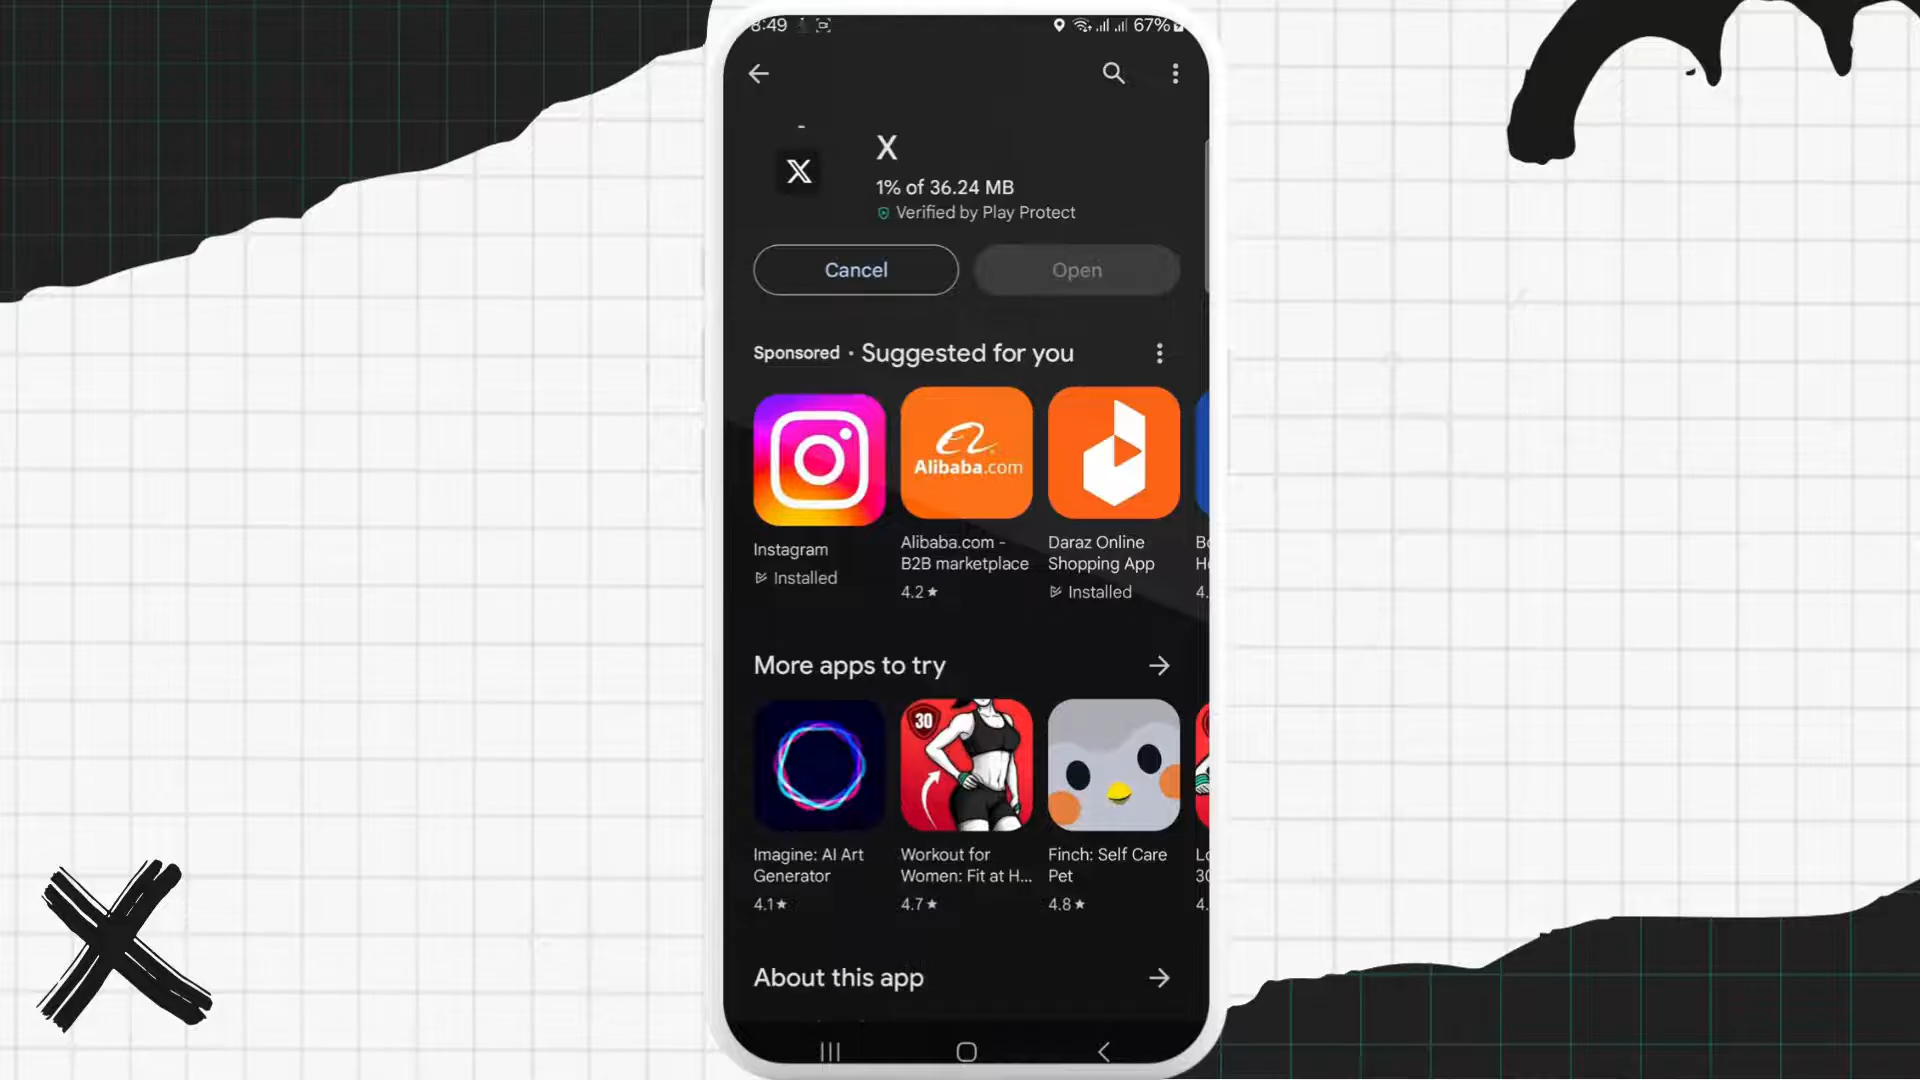 8:49
67%
X
1% of 36.24 MB
Verified by Play Protect
Cancel
Open
Sponsored · Suggested for you
Alibaba.com
Instagram
Installed
Alibaba.com -
B2B marketplace
4.2★
Daraz Online
Shopping App
Installed
4.
More apps to try
30
Imagine: AI Art
Generator
4.1★
Workout for
Women: Fit at H...
4.7★
Finch: Self Care
Pet
4.8★
4.
About this app